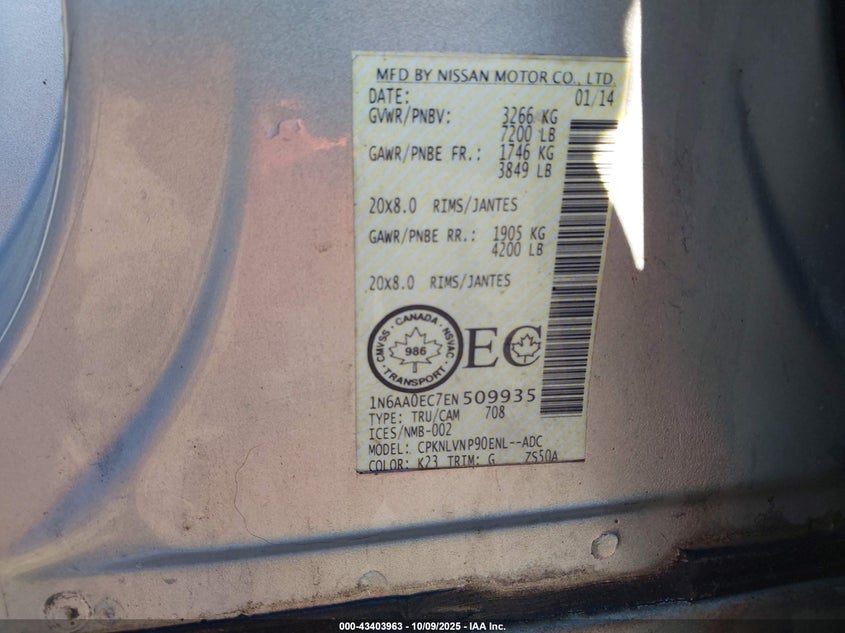 MFD BY NISSAN MOTOR CO., LTD.
DATE: 01/14
GVWR/PNBV: 3266 KG
7200 LB
GAWR/PNBE FR.: 1746 KG
3849 LB
20x8.0 RIMS/JANTES
GAWR/PNBE RR.: 1905 KG
4200 LB
20x8.0 RIMS/JANTES
CMVSS · CANADA · NSVAC · TRANSPORT ·
986
EC
1N6AA0EC7EN509935
TYPE: TRU/CAM 708
ICES/NMB-002
MODEL: CPKNLVNP90ENL--ADC
COLOR: K23 TRIM: G ZS50A
000-43403963 - 10/09/2025 - IAA Inc.